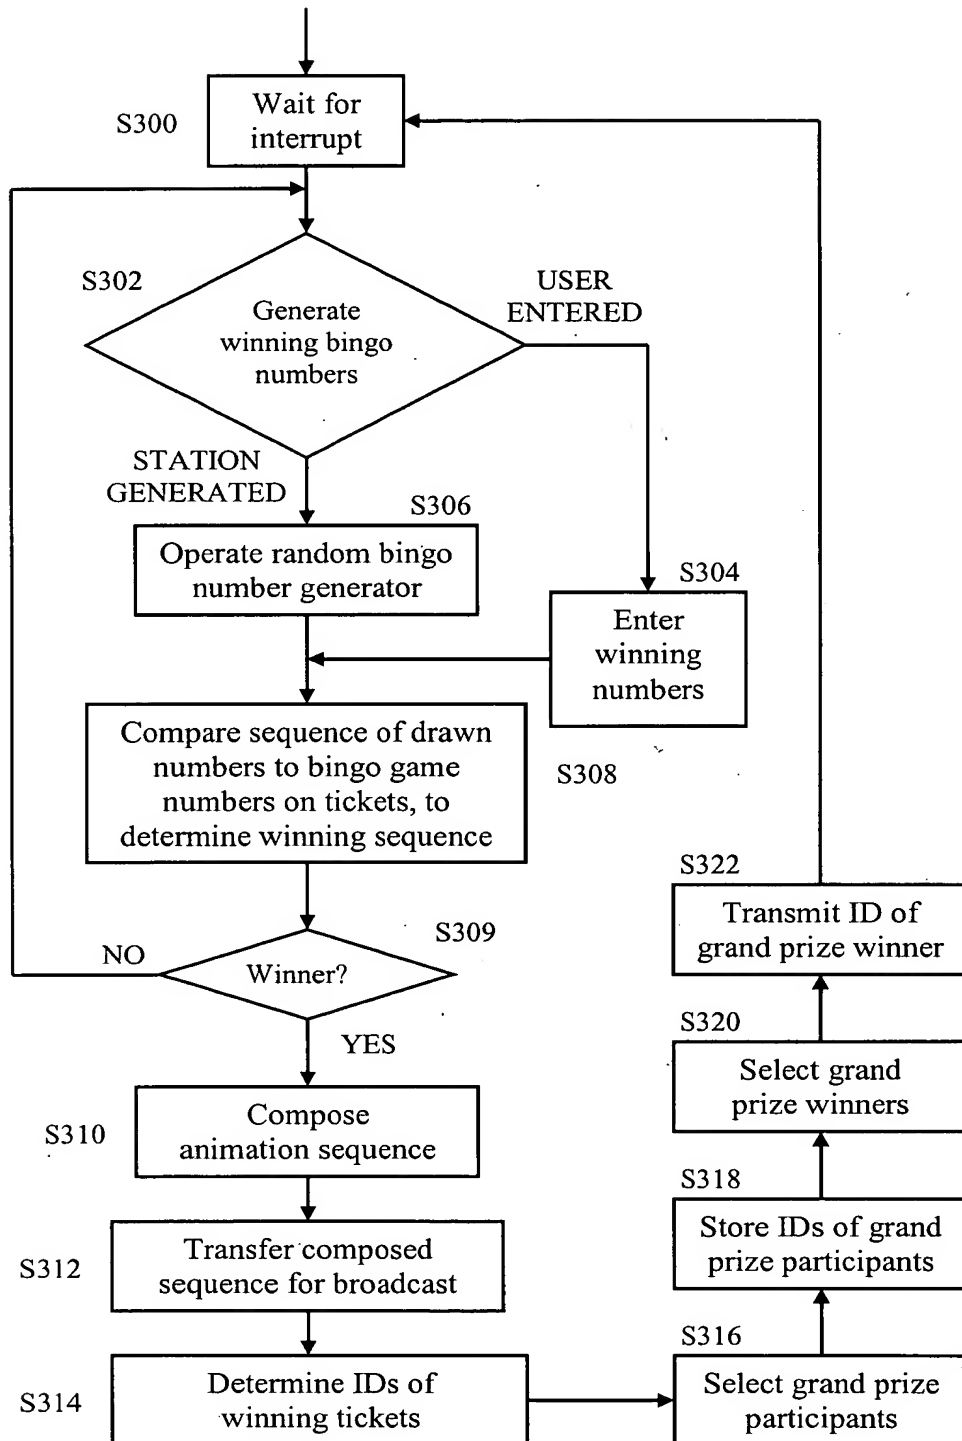 Wait for
interrupt
S300
S302
Generate
winning bingo
numbers
USER
ENTERED
STATION
GENERATED
S306
Operate random bingo
number generator
S304
Enter
winning
numbers
Compare sequence of drawn
numbers to bingo game
numbers on tickets, to
determine winning sequence
S308
S309
NO
Winner?
YES
S310
Compose
animation sequence
S312
Transfer composed
sequence for broadcast
S314
Determine IDs of
winning tickets
S316
Select grand prize
participants
S318
Store IDs of grand
prize participants
S320
Select grand
prize winners
S322
Transmit ID of
grand prize winner